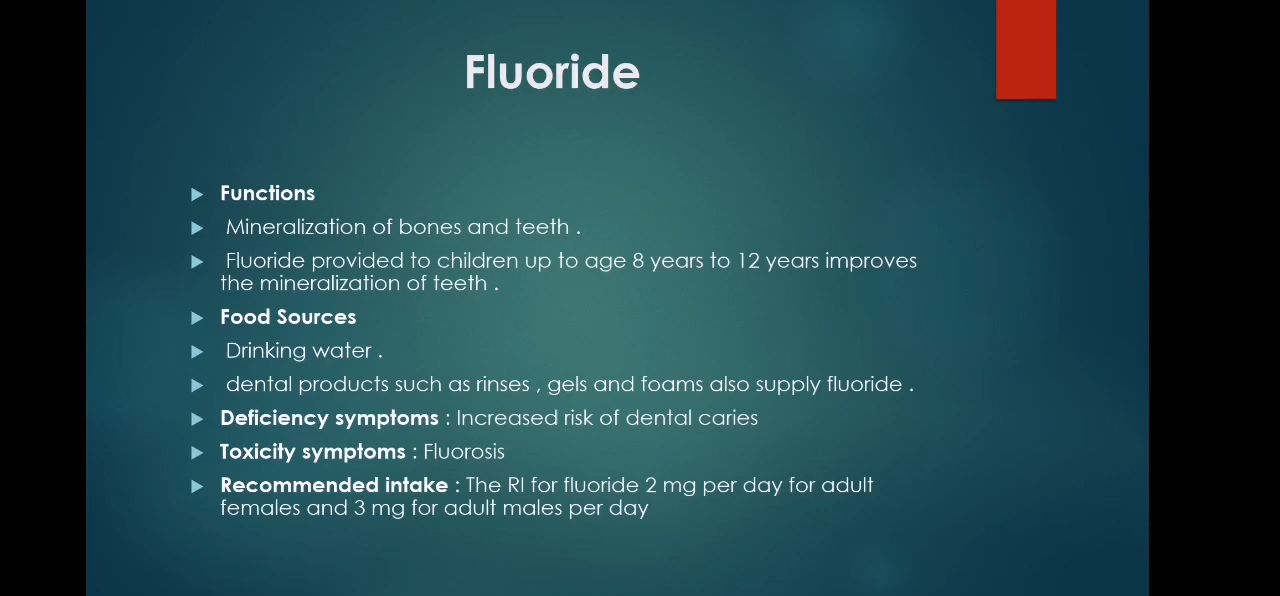 Fluoride
Functions
Mineralization of bones and teeth .
Fluoride provided to children up to age 8 years to 12 years improves
the mineralization of teeth .
Food Sources
Drinking water .
dental products such as rinses , gels and foams also supply fluoride .
Deficiency symptoms : Increased risk of dental caries
Toxicity symptoms : Fluorosis
Recommended intake : The RI for fluoride 2 mg per day for adult
females and 3 mg for adult males per day